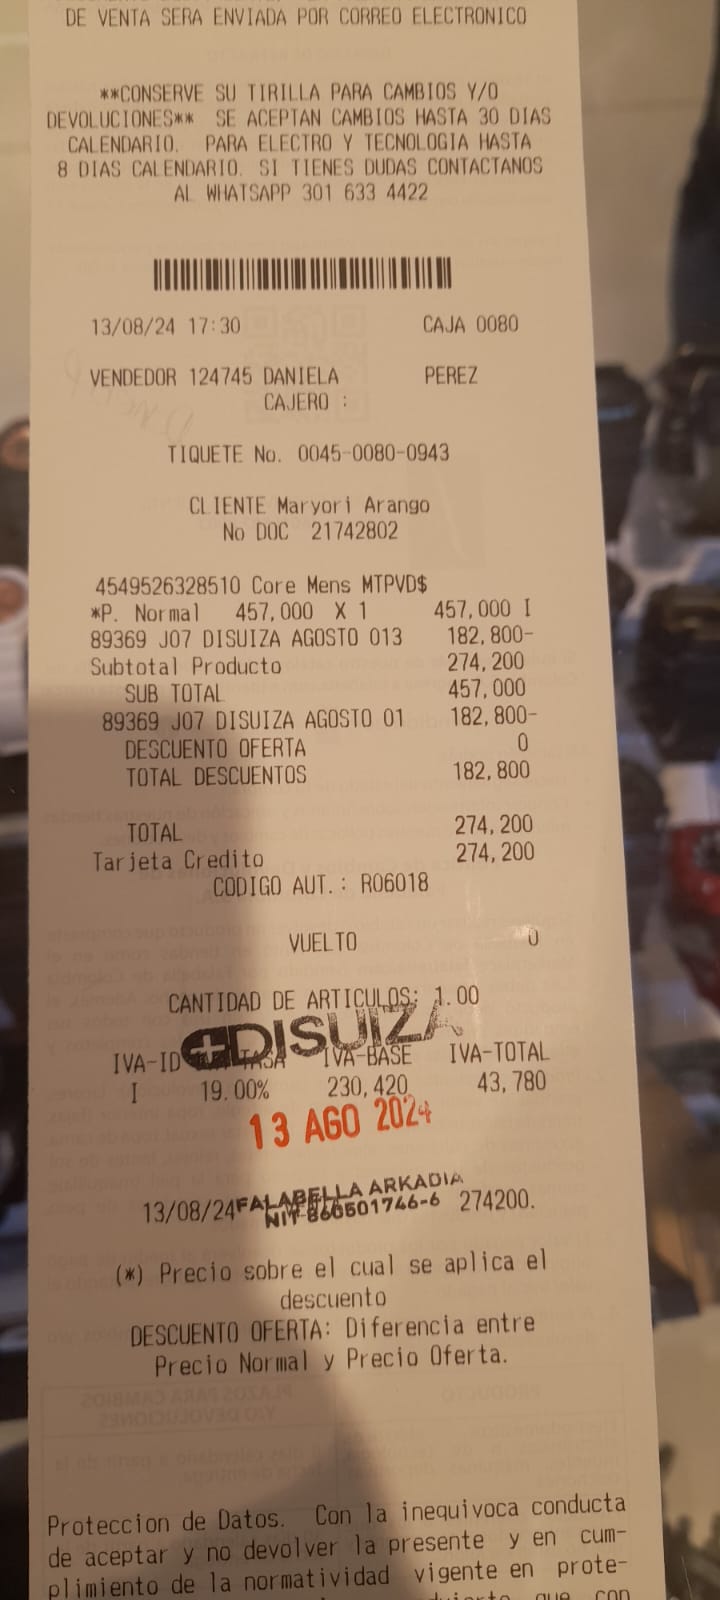 DE VENTA SERA ENVIADA POR CORREO ELECTRONICO
**CONSERVE SU TIRILLA PARA CAMBIOS Y/O
DEVOLUCIONES** SE ACEPTAN CAMBIOS HASTA 30 DIAS
CALENDARIO. PARA ELECTRO Y TECNOLOGIA HASTA
8 DIAS CALENDARIO. SI TIENES DUDAS CONTACTANOS
AL WHATSAPP 301 633 4422
13/08/24 17:30 CAJA 0080
VENDEDOR 124745 DANIELA PEREZ
CAJERO :
TIQUETE No. 0045-0080-0943
CLIENTE Maryori Arango
No DOC 21742802
4549526328510 Core Mens MTPVD$
*P. Normal 457,000 X 1 457,000 I
89369 J07 DISUIZA AGOSTO 013 182,800-
Subtotal Producto 274,200
SUB TOTAL 457,000
89369 J07 DISUIZA AGOSTO 01 182,800-
DESCUENTO OFERTA 0
TOTAL DESCUENTOS 182,800
TOTAL 274,200
Tarjeta Credito 274,200
CODIGO AUT.: R06018
VUELTO 0
CANTIDAD DE ARTICULOS: 1.00
DISUIZA
IVA-ID TASA IVA-BASE IVA-TOTAL
I 19.00% 230,420 43,780
13 AGO 2024
FALABELLA ARKADIA
NIT 860501746-6
13/08/24 274200.
(*) Precio sobre el cual se aplica el
descuento
DESCUENTO OFERTA: Diferencia entre
Precio Normal y Precio Oferta.
Proteccion de Datos. Con la inequivoca conducta
de aceptar y no devolver la presente y en cum-
plimiento de la normatividad vigente en prote-
que con